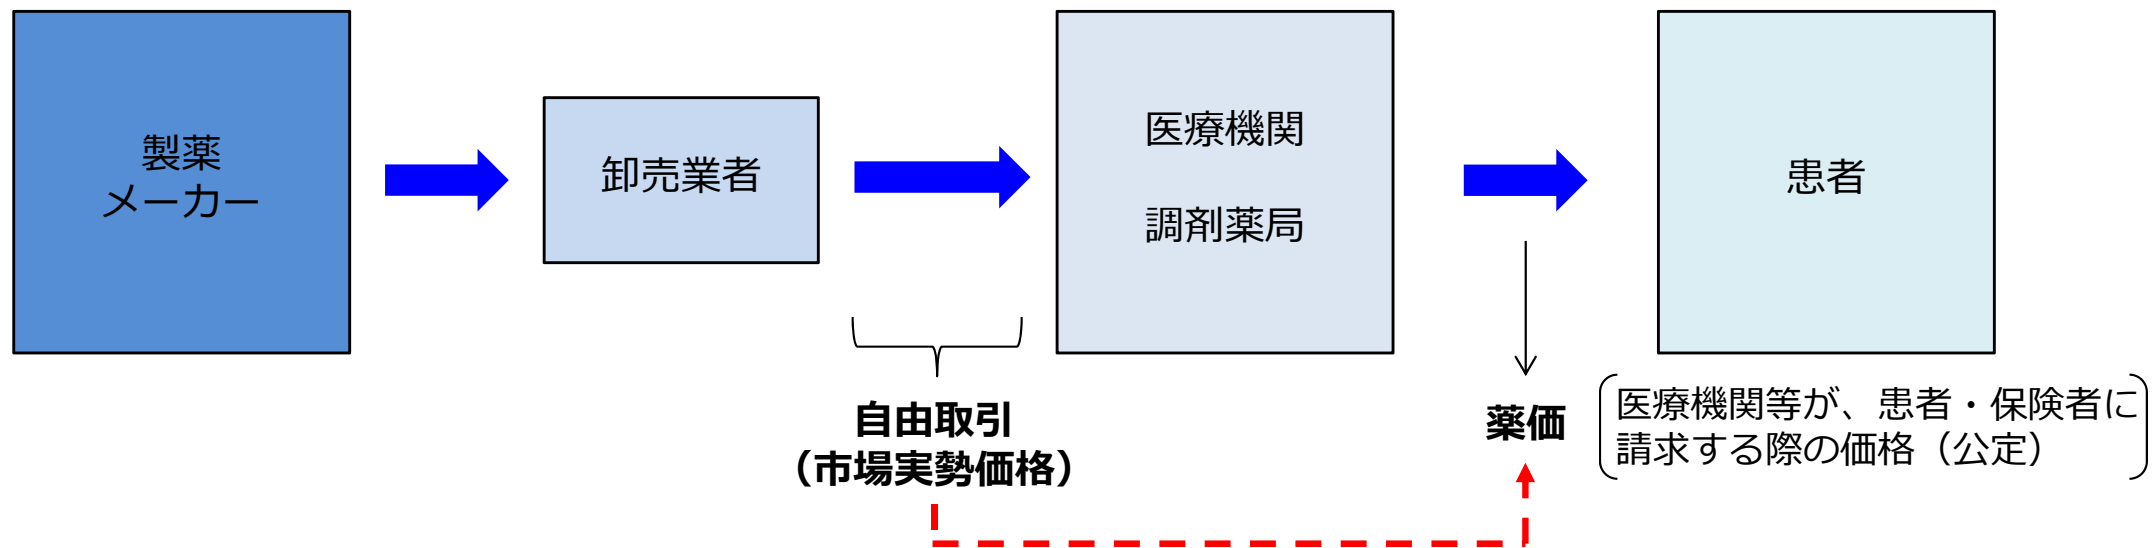 製薬
メーカー
卸売業者
医療機関
調剤薬局
患者
自由取引
（市場実勢価格）
薬価
医療機関等が、患者・保険者に
請求する際の価格（公定）